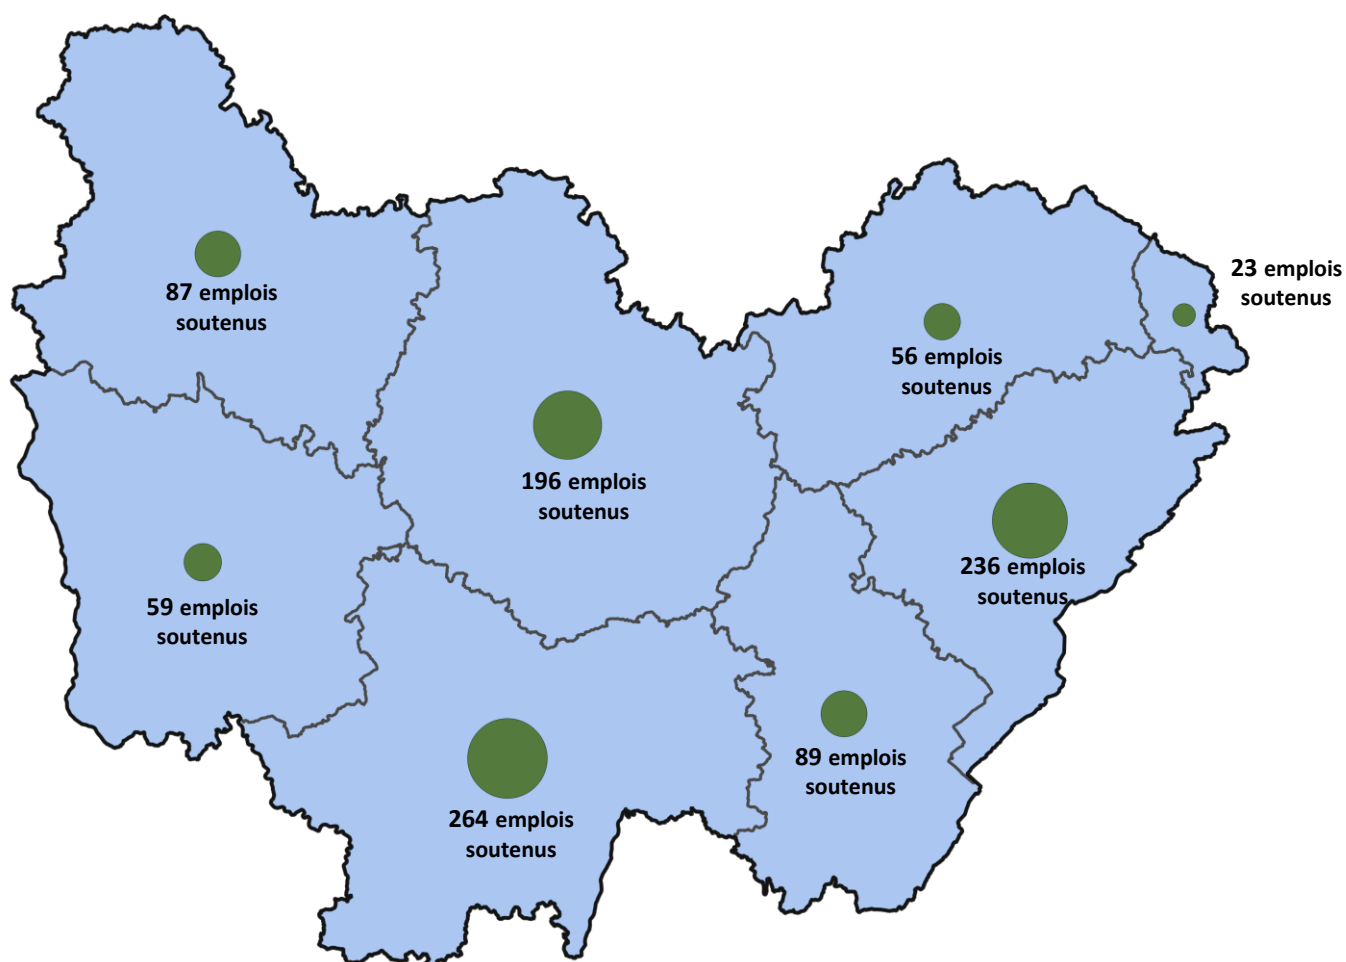 87 emplois
soutenus
23 emplois
soutenus
56 emplois
soutenus
196 emplois
soutenus
236 emplois
soutenus
59 emplois
soutenus
89 emplois
soutenus
264 emplois
soutenus